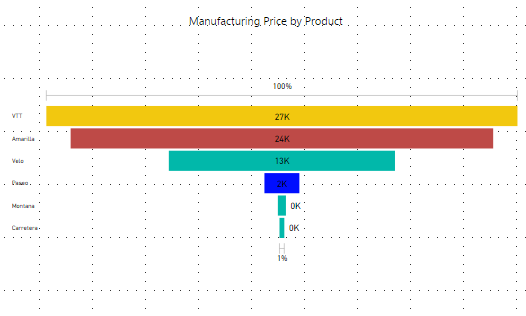 Manufacturing Price by Product
100%
VTT 27K
Amarilla 24K
Velo 13K
Paseo 2K
Montana 0K
Carretera 0K
1%